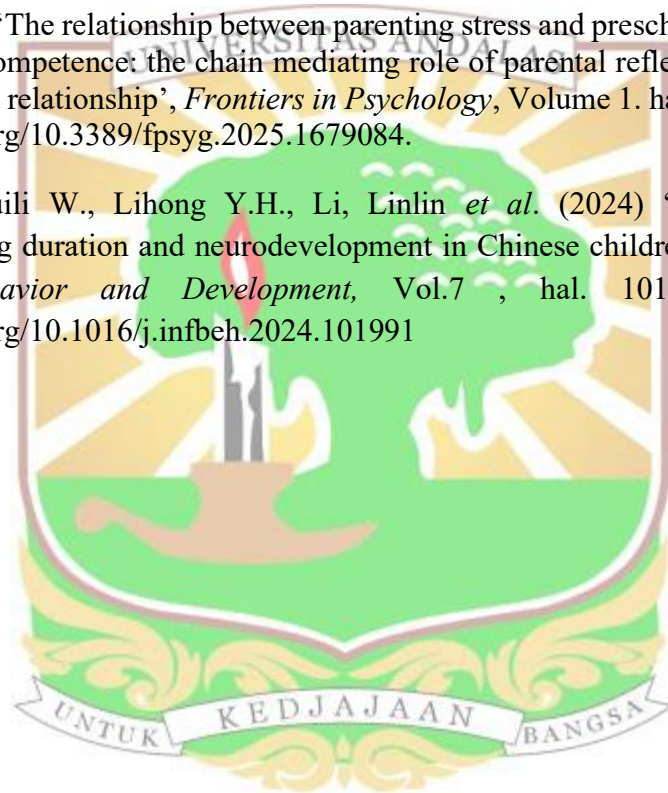 ‘The relationship between parenting stress and presch
ompetence: the chain mediating role of parental refle
relationship’, Frontiers in Psychology, Volume 1. ha
rg/10.3389/fpsyg.2025.1679084.
uili W., Lihong Y.H., Li, Linlin et al. (2024) ‘
g duration and neurodevelopment in Chinese childre
avior and Development, Vol.7 , hal. 101
rg/10.1016/j.infbeh.2024.101991
UNIVERSITAS ANDALAS
UNTUK KEDJAJAAN BANGSA